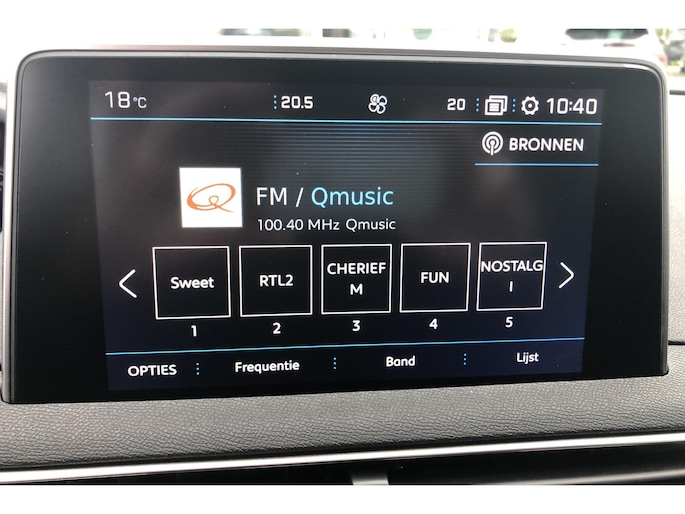 18°C 20.5 20 10:40
BRONNEN
FM / Qmusic
100.40 MHz Qmusic
Sweet RTL2 CHERIEF FUN NOSTALG
M I
1 2 3 4 5
OPTIES Frequentie Band Lijst